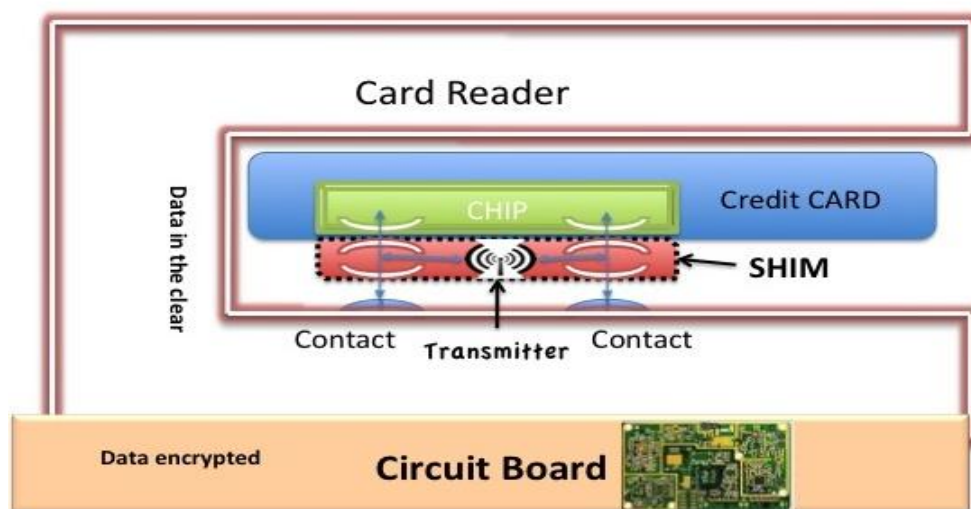 Card Reader
CHIP
Credit CARD
Data in the clear
SHIM
Contact
Transmitter
Contact
Data encrypted
Circuit Board